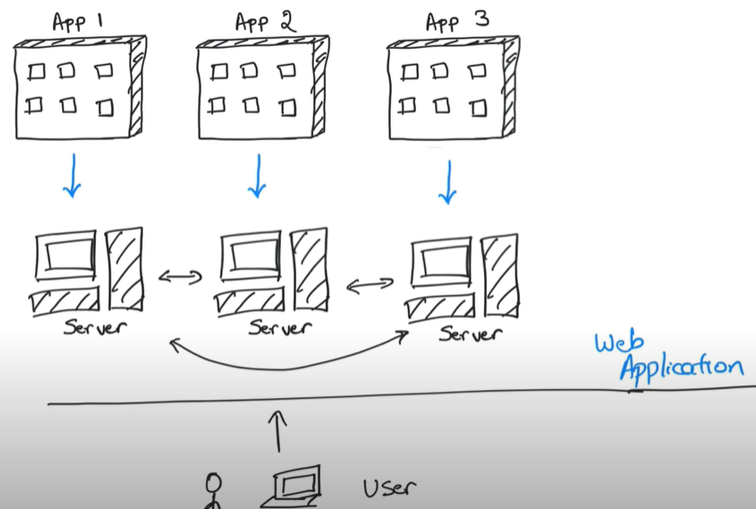 App 1
App 2
App 3
Server
Server
Server
Web
Application
User